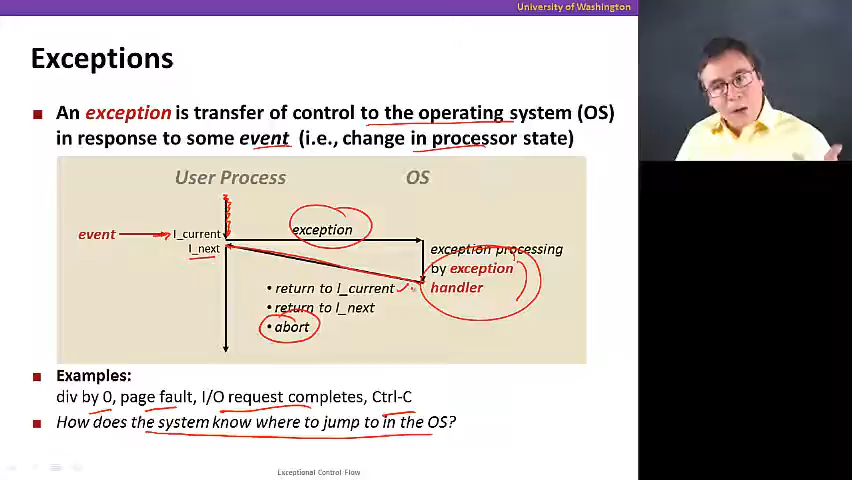 University of Washington
Exceptions
An exception is transfer of control to the operating system (OS)
in response to some event (i.e., change in processor state)
User Process OS
event I_current exception
I_next exception processing
by exception
handler
• return to I_current
• return to I_next
• abort
Examples:
div by 0, page fault, I/O request completes, Ctrl-C
How does the system know where to jump to in the OS?
Exceptional Control Flow